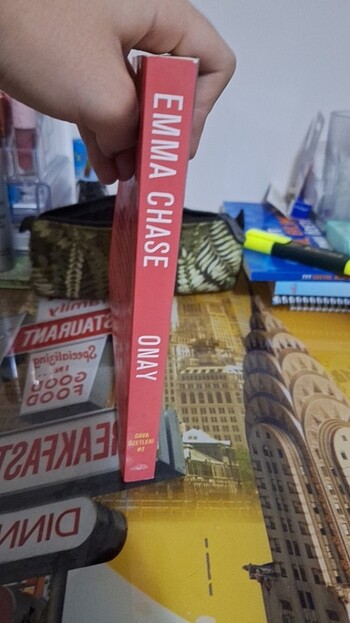 EMMA CHASE
ONAY
Family
RESTAURANT
Specializing
IN
GOOD
FOOD
BREAKFAST
DINN